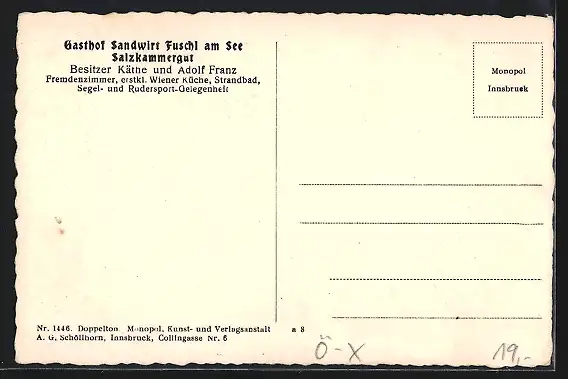 Gasthof Sandwirt Fuschl am See
Salzkammergut
Besitzer Käthe und Adolf Franz
Fremdenzimmer, erstkl. Wiener Küche, Strandbad,
Segel- und Rudersport-Gelegenheit
Monopol
Innsbruck
Nr. 1446. Doppelton Monopol, Kunst- und Verlagsanstalt
A. G. Schöllhorn, Innsbruck, Collingasse Nr. 6
a 8
Ö-X
19,-